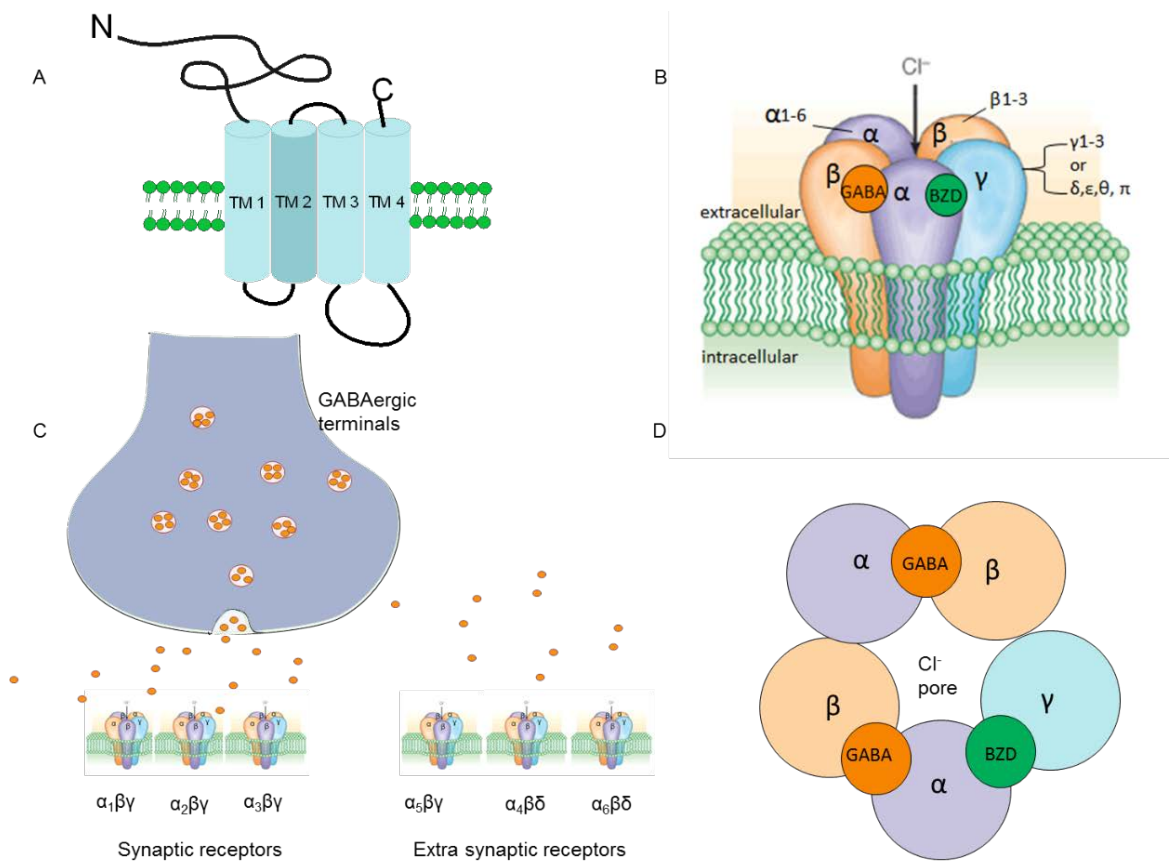 A
N
C
TM 1 TM 2 TM 3 TM 4
B
Cl⁻
α1-6
α
β
β1-3
γ1-3
or
δ,ε,θ, π
β
GABA
α
BZD
γ
extracellular
intracellular
C
GABAergic
terminals
α₁βγ α₂βγ α₃βγ
Synaptic receptors
α₅βγ α₄βδ α₆βδ
Extra synaptic receptors
D
α
GABA
β
Cl⁻
pore
β
γ
GABA
BZD
α